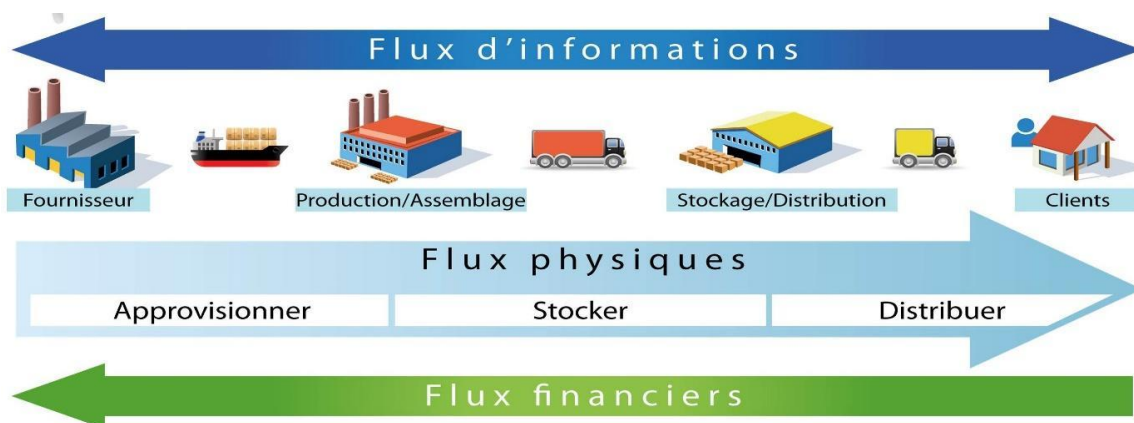 Flux d'informations
Fournisseur
Production/Assemblage
Stockage/Distribution
Clients
Flux physiques
Approvisionner
Stocker
Distribuer
Flux financiers